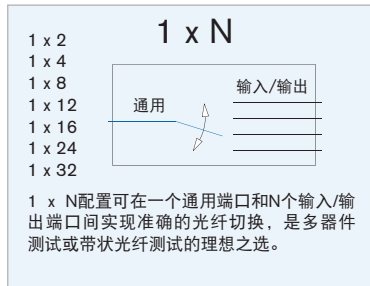 1 x N
1 x 2
1 x 4
1 x 8
1 x 12
1 x 16
1 x 24
1 x 32
通用
输入/输出
1 x N配置可在一个通用端口和N个输入/输
出端口间实现准确的光纤切换，是多器件
测试或带状光纤测试的理想之选。